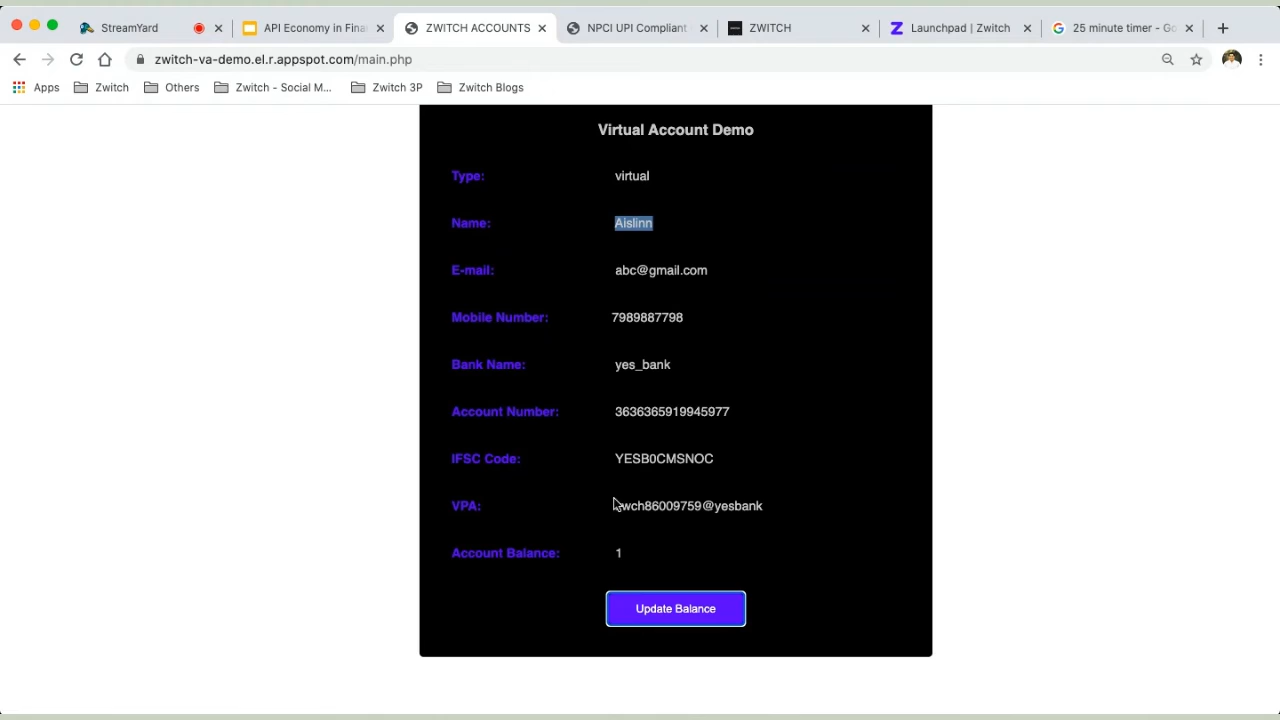 StreamYard
API Economy in Fina
ZWITCH ACCOUNTS
NPCI UPI Compliant
ZWITCH
Launchpad | Zwitch
25 minute timer - Go
zwitch-va-demo.el.r.appspot.com/main.php
Apps
Zwitch
Others
Zwitch - Social M...
Zwitch 3P
Zwitch Blogs
Virtual Account Demo
Type: virtual
Name: Aislinn
E-mail: abc@gmail.com
Mobile Number: 7989887798
Bank Name: yes_bank
Account Number: 3636365919945977
IFSC Code: YESB0CMSNOC
VPA: wch86009759@yesbank
Account Balance: 1
Update Balance